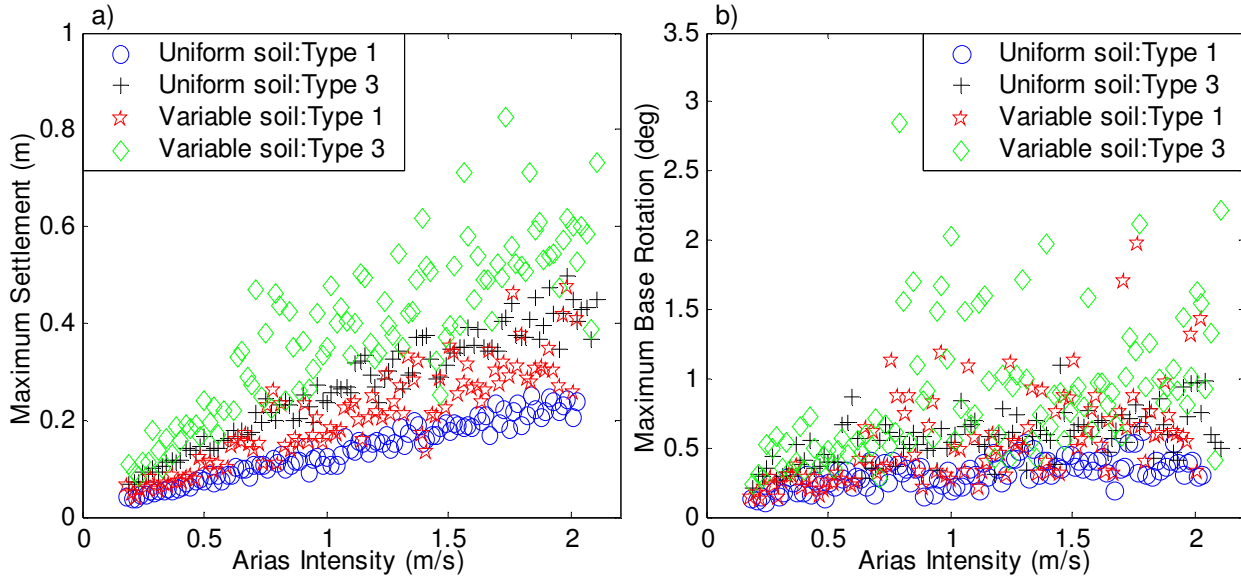 a)
Maximum Settlement (m)
1
0.8
0.6
0.4
0.2
0
0
0.5
1
1.5
2
Arias Intensity (m/s)
Uniform soil:Type 1
Uniform soil:Type 3
Variable soil:Type 1
Variable soil:Type 3
b)
Maximum Base Rotation (deg)
3.5
3
2.5
2
1.5
1
0.5
0
0
0.5
1
1.5
2
Arias Intensity (m/s)
Uniform soil:Type 1
Uniform soil:Type 3
Variable soil:Type 1
Variable soil:Type 3